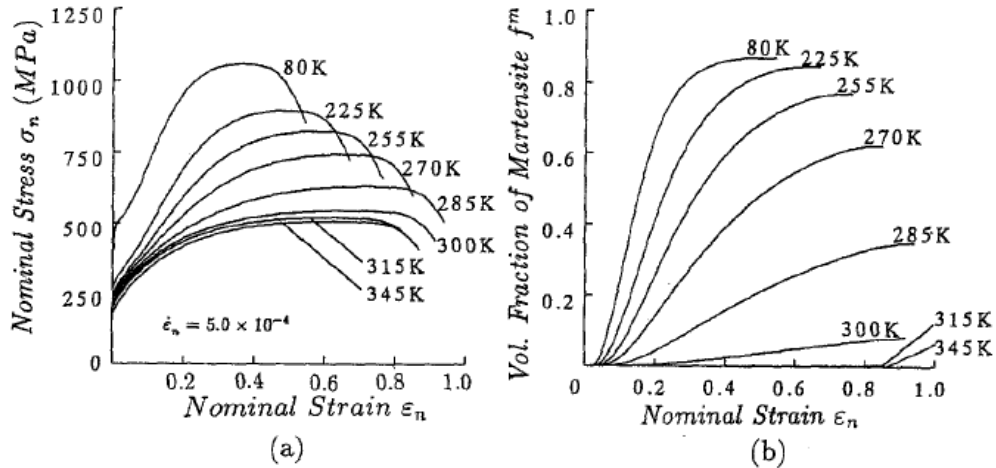 Nominal Stress σₙ (MPa)
1250
1000
750
500
250
0
80K
225K
255K
270K
285K
300K
315K
345K
ε̇ₙ = 5.0 × 10⁻⁴
0.2 0.4 0.6 0.8 1.0
Nominal Strain εₙ
(a)
Vol. Fraction of Martensite fᵐ
1.0
0.8
0.6
0.4
0.2
80K
225K
255K
270K
285K
300K
315K
345K
0 0.2 0.4 0.6 0.8 1.0
Nominal Strain εₙ
(b)